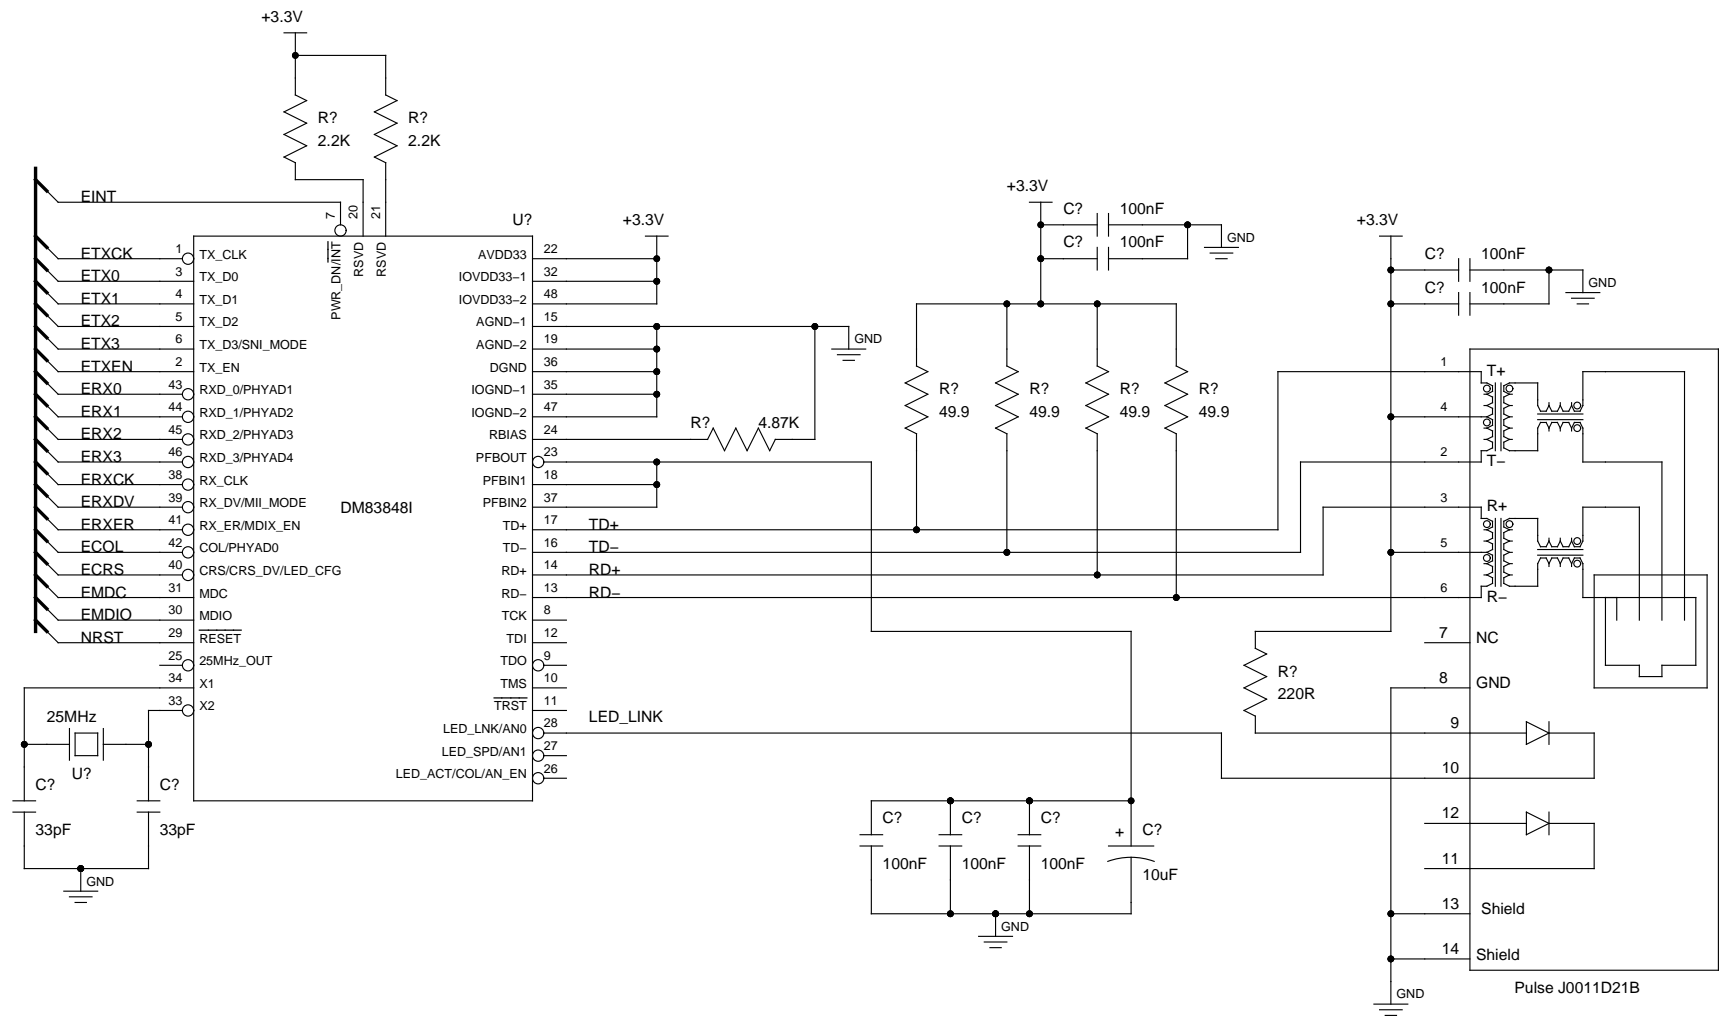 +3.3V
R?
2.2K
R?
2.2K
EINT
7
20
21
U?
+3.3V
PWR_DN/INT
RSVD
RSVD
ETXCK 1 TX_CLK
ETX0 3 TX_D0
ETX1 4 TX_D1
ETX2 5 TX_D2
ETX3 6 TX_D3/SNI_MODE
ETXEN 2 TX_EN
ERX0 43 RXD_0/PHYAD1
ERX1 44 RXD_1/PHYAD2
ERX2 45 RXD_2/PHYAD3
ERX3 46 RXD_3/PHYAD4
ERXCK 38 RX_CLK
ERXDV 39 RX_DV/MII_MODE
ERXER 41 RX_ER/MDIX_EN
ECOL 42 COL/PHYAD0
ECRS 40 CRS/CRS_DV/LED_CFG
EMDC 31 MDC
EMDIO 30 MDIO
NRST 29 RESET
25 25MHz_OUT
34 X1
33 X2
DM83848I
AVDD33 22
IOVDD33−1 32
IOVDD33−2 48
AGND−1 15
AGND−2 19
DGND 36
IOGND−1 35
IOGND−2 47
RBIAS 24
PFBOUT 23
PFBIN1 18
PFBIN2 37
TD+ 17 TD+
TD− 16 TD−
RD+ 14 RD+
RD− 13 RD−
TCK 8
TDI 12
TDO 9
TMS 10
TRST 11
LED_LNK/AN0 28 LED_LINK
LED_SPD/AN1 27
LED_ACT/COL/AN_EN 26
25MHz
U?
C?
33pF
C?
33pF
GND
GND
R? 4.87K
+3.3V
C? 100nF
C? 100nF
GND
R?
49.9
R?
49.9
R?
49.9
R?
49.9
C?
100nF
C?
100nF
C?
100nF
+ C?
10uF
GND
+3.3V
C? 100nF
C? 100nF
GND
R?
220R
1 T+
4
2 T−
3 R+
5
6 R−
7 NC
8 GND
9
10
12
11
13 Shield
14 Shield
GND
Pulse J0011D21B